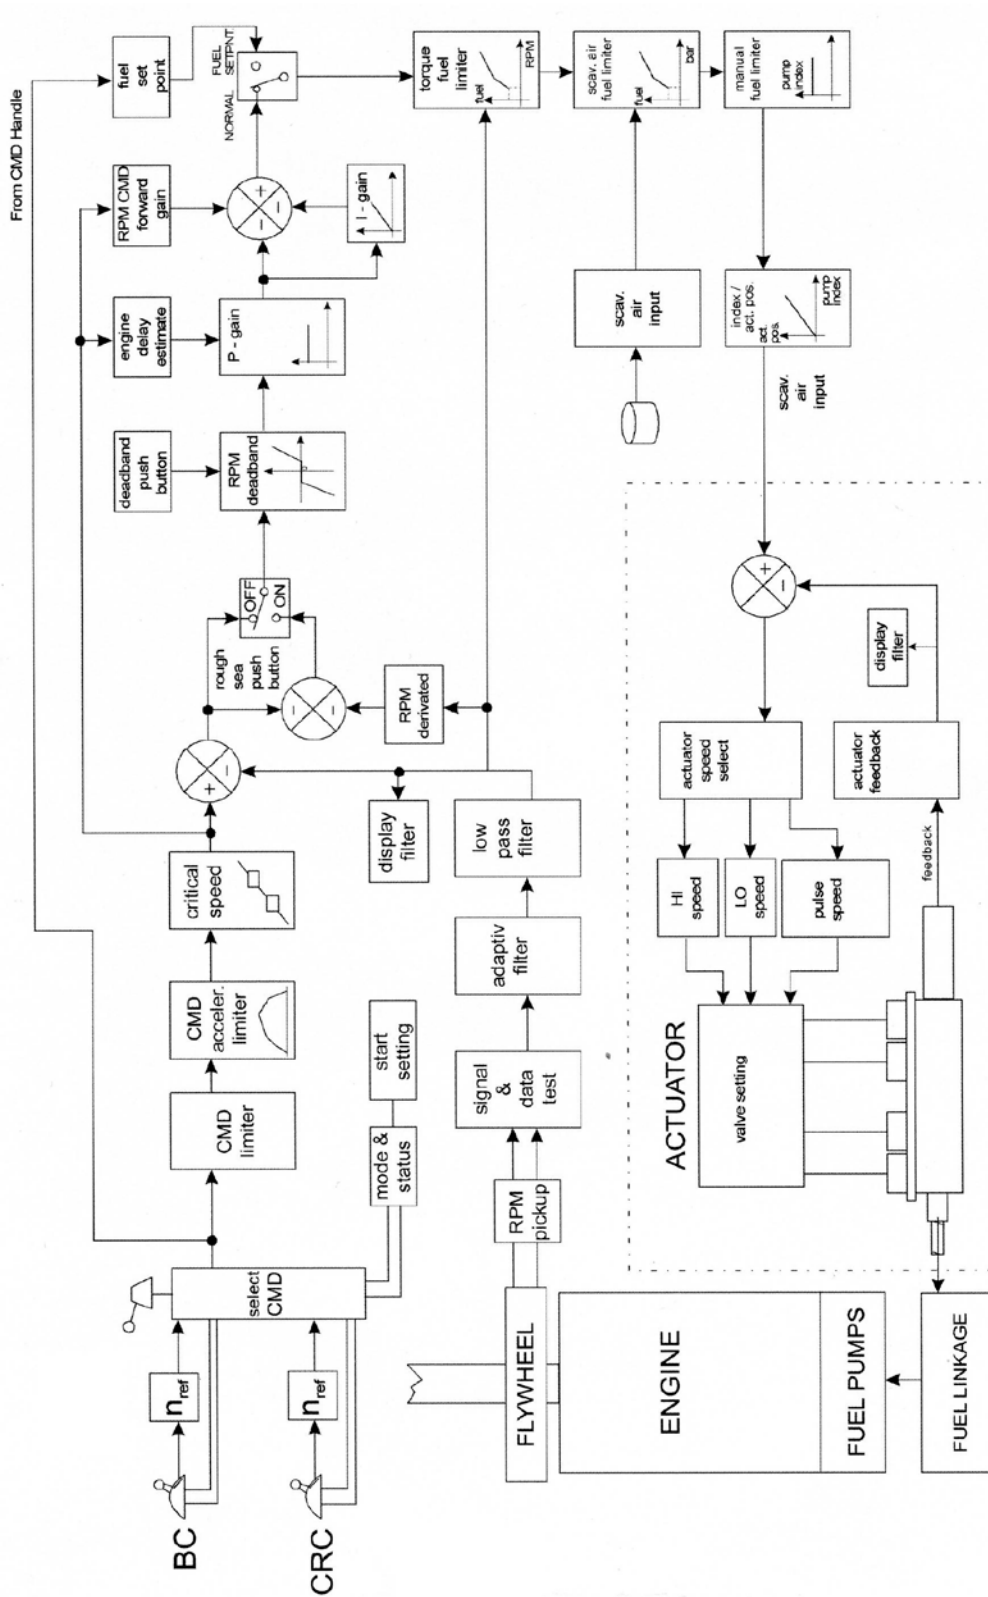 From CMD Handle
fuel
set
point
FUEL
SETPNT.
NORMAL
torque
fuel
limiter
fuel
RPM
scav. air
fuel limiter
fuel
bar
manual
fuel limiter
pump
index
RPM CMD
forward
gain
+
-
-
I - gain
engine
delay
estimate
P - gain
scav.
air
input
index /
act. pos.
act.
pos.
pump
index
scav.
air
input
deadband
push
button
RPM
deadband
OFF
ON
rough
sea
push
button
-
-
RPM
derivated
+
-
critical
speed
display
filter
low
pass
filter
CMD
acceler.
limiter
adaptiv
filter
CMD
limiter
start
setting
mode &
status
signal
&
data
test
RPM
pickup
select
CMD
nref
BC
nref
CRC
FLYWHEEL
ENGINE
FUEL PUMPS
FUEL LINKAGE
+
-
display
filter
actuator
speed
select
actuator
feedback
feedback
HI
speed
LO
speed
pulse
speed
ACTUATOR
valve setting